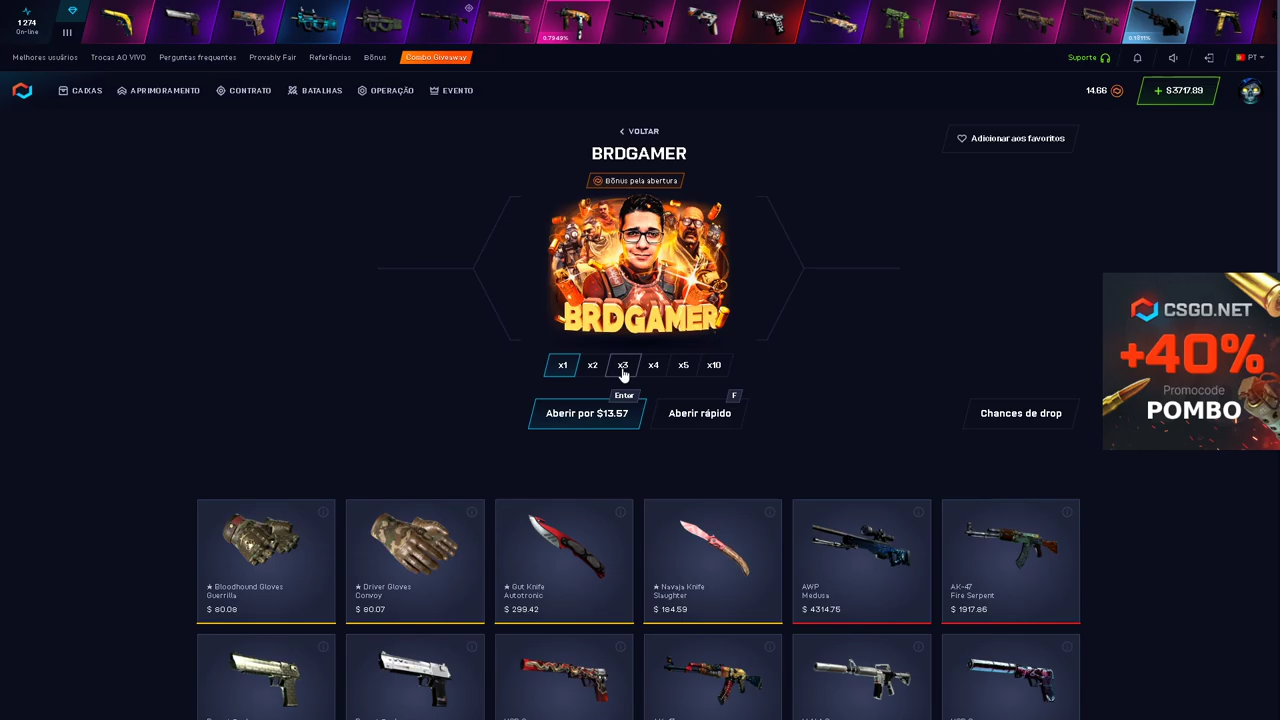 1 274
On-line
0.7949%
0.1811%
Melhores usuários
Trocas AO VIVO
Perguntas frequentes
Provably Fair
Referências
Bônus
Combo Giveaway
Suporte
PT
CAIXAS
APRIMORAMENTO
CONTRATO
BATALHAS
OPERAÇÃO
EVENTO
14.66
+ $3717.89
VOLTAR
BRDGAMER
Adicionar aos favoritos
Bônus pela abertura
BRDGAMER
x1
x2
x3
x4
x5
x10
Enter
F
Aberir por $13.57
Aberir rápido
Chances de drop
CSGO.NET
+40%
Promocode
POMBO
★ Bloodhound Gloves
Guerrilla
$ 80.08
★ Driver Gloves
Convoy
$ 80.07
★ Gut Knife
Autotronic
$ 299.42
★ Navaja Knife
Slaughter
$ 184.59
AWP
Medusa
$ 4314.75
AK-47
Fire Serpent
$ 1917.86